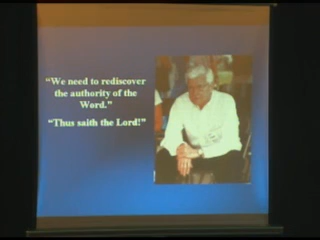 “We need to rediscover
the authority of the
Word.”
“Thus saith the Lord!”